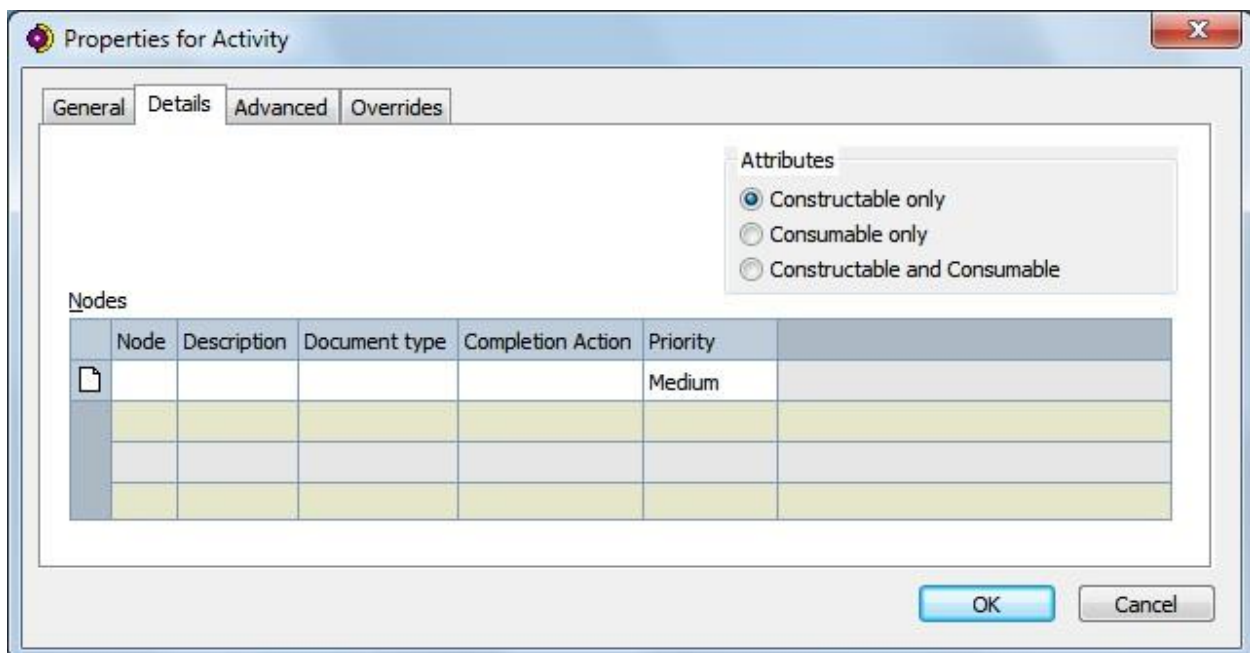 Properties for Activity
General Details Advanced Overrides
Attributes
Constructable only
Consumable only
Constructable and Consumable
Nodes
Node Description Document type Completion Action Priority
Medium
OK Cancel